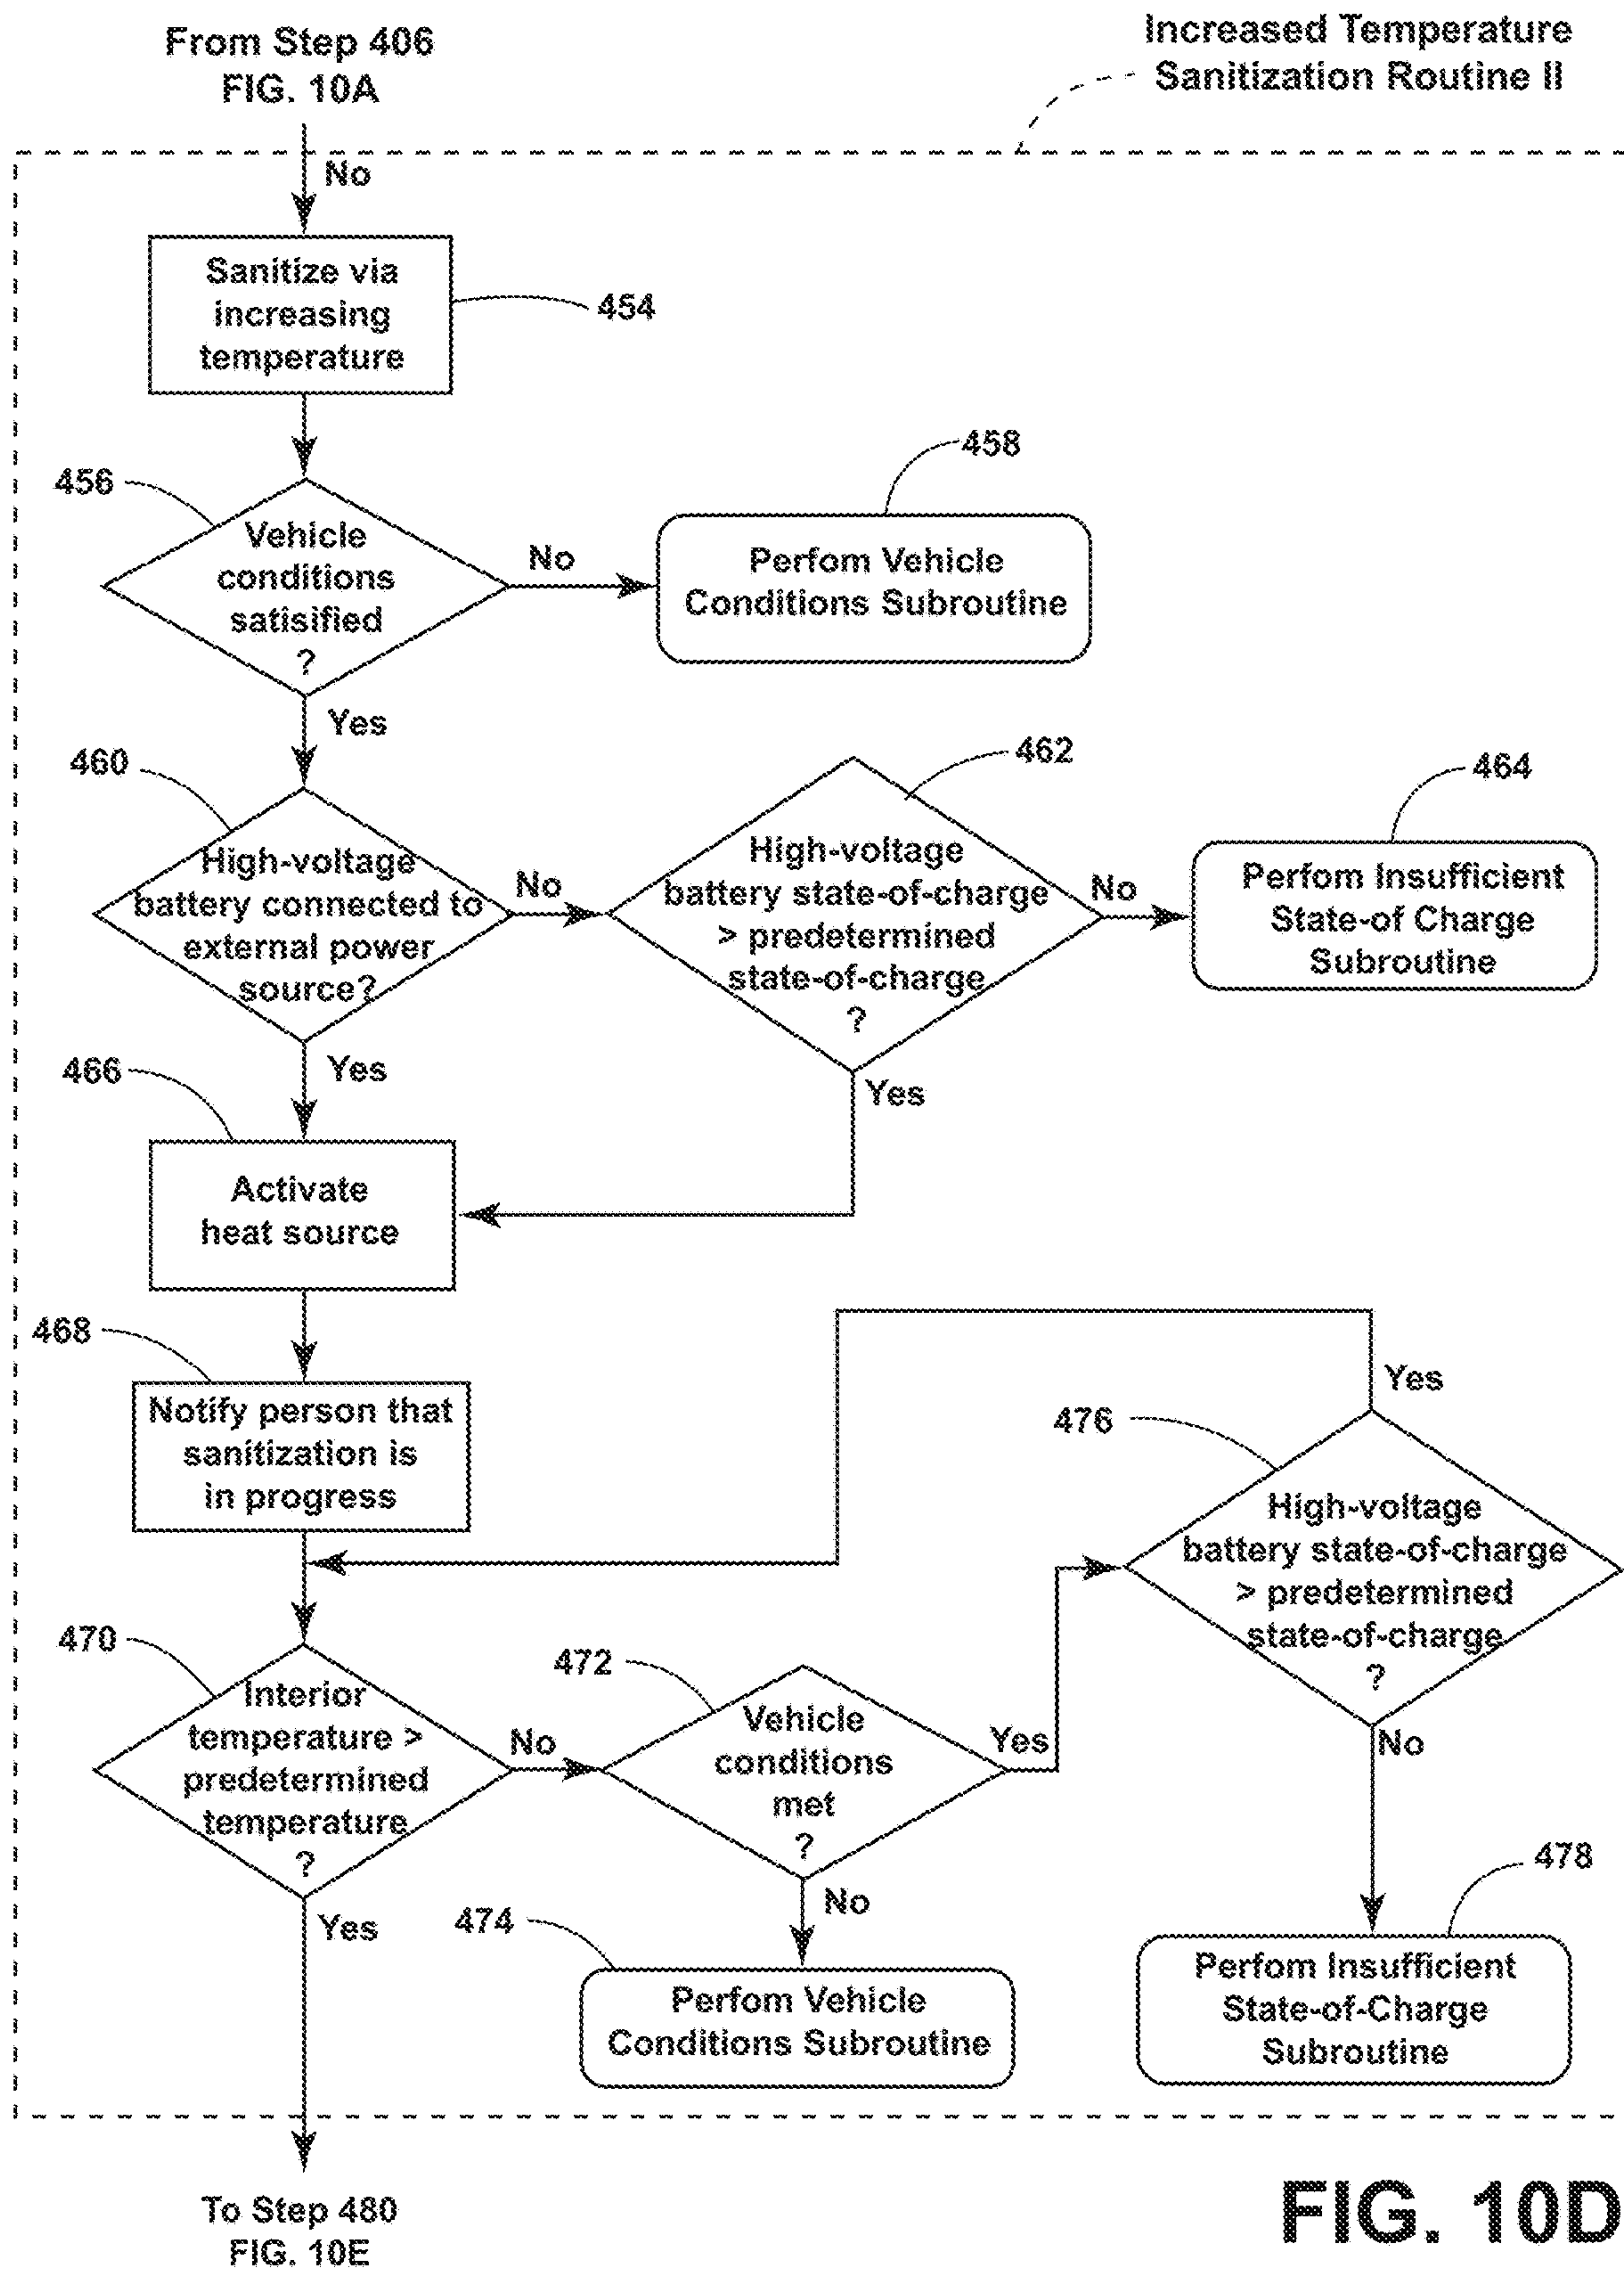 From Step 406
FIG. 10A
Increased Temperature
Sanitization Routine II
No
Sanitize via
increasing
temperature
454
456
Vehicle
conditions
satisified
?
No
458
Perfom Vehicle
Conditions Subroutine
Yes
460
High-voltage
battery connected to
external power
source?
No
462
High-voltage
battery state-of-charge
> predetermined
state-of-charge
?
No
464
Perfom Insufficient
State-of Charge
Subroutine
Yes
Yes
466
Activate
heat source
468
Notify person that
sanitization is
in progress
Yes
476
High-voltage
battery state-of-charge
> predetermined
state-of-charge
?
470
Interior
temperature >
predetermined
temperature
?
No
472
Vehicle
conditions
met
?
Yes
No
Yes
No
474
Perfom Vehicle
Conditions Subroutine
478
Perfom Insufficient
State-of-Charge
Subroutine
To Step 480
FIG. 10E
FIG. 10D